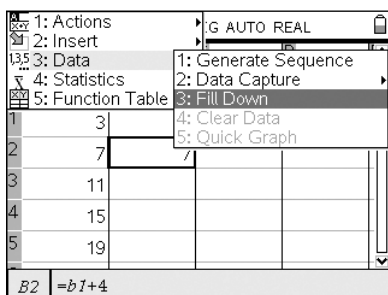 1: Actions
2: Insert
3: Data
4: Statistics
5: Function Table
G AUTO REAL
1: Generate Sequence
2: Data Capture
3: Fill Down
4: Clear Data
5: Quick Graph
1 3
2 7 7
3 11
4 15
5 19
B2 =b1+4